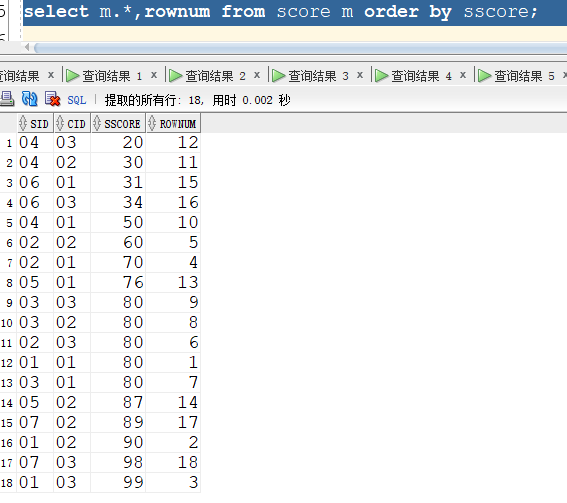 5 select m.*,rownum from score m order by sscore;
查询结果 × 查询结果 1 × 查询结果 2 × 查询结果 3 × 查询结果 4 × 查询结果 5 ×
SQL | 提取的所有行: 18, 用时 0.002 秒
SID CID SSCORE ROWNUM
1 04 03 20 12
2 04 02 30 11
3 06 01 31 15
4 06 03 34 16
5 04 01 50 10
6 02 02 60 5
7 02 01 70 4
8 05 01 76 13
9 03 03 80 9
10 03 02 80 8
11 02 03 80 6
12 01 01 80 1
13 03 01 80 7
14 05 02 87 14
15 07 02 89 17
16 01 02 90 2
17 07 03 98 18
18 01 03 99 3